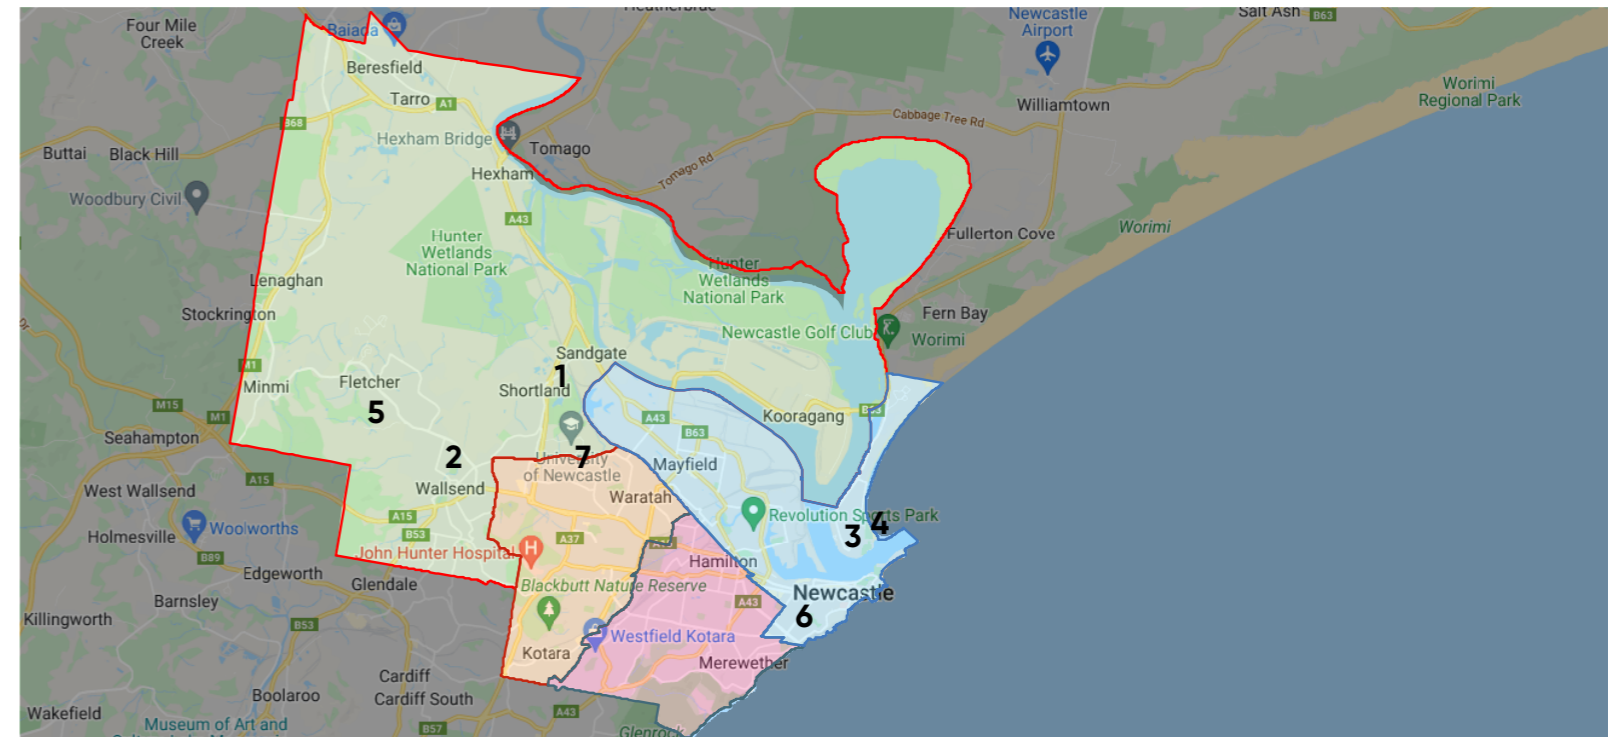 Heatherbrae
Newcastle
Airport
Salt Ash
B63
Four Mile
Creek
Baiada
Beresfield
Tarro
A1
B68
Hexham Bridge
Tomago
Hexham
Tomago Rd
Cabbage Tree Rd
Williamtown
Worimi
Regional Park
Buttai
Black Hill
Woodbury Civil
A43
Hunter
Wetlands
National Park
Hunter
Wetlands
National Park
Fullerton Cove
Worimi
Lenaghan
Stockrington
Newcastle Golf Club
Fern Bay
Worimi
Sandgate
1
Shortland
M1
Minmi
Fletcher
5
M15
M1
Kooragang
B63
A43
B63
Seahampton
2
7
University
of Newcastle
Mayfield
A15
West Wallsend
Wallsend
Waratah
Revolution Sports Park
3
4
Holmesville
Woolworths
B89
A15
B53
John Hunter Hospital
A37
A15
Hamilton
Edgeworth
Glendale
Blackbutt Nature Reserve
Newcastle
6
Barnsley
A43
Killingworth
B53
Westfield Kotara
Kotara
Merewether
Cardiff
Cardiff South
Boolaroo
Wakefield
Museum of Art and
B57
A43
Glenrock